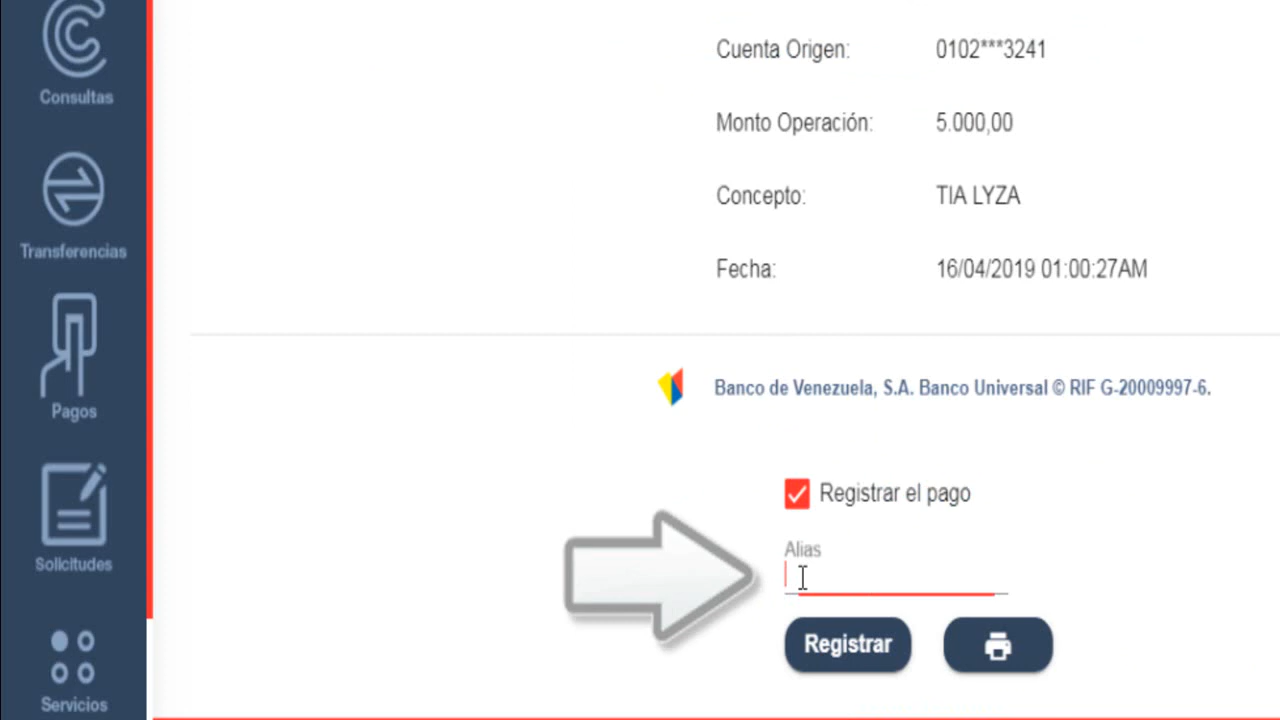 Consultas
Transferencias
Pagos
Solicitudes
Servicios
Cuenta Origen: 0102***3241
Monto Operación: 5.000,00
Concepto: TIA LYZA
Fecha: 16/04/2019 01:00:27AM
Banco de Venezuela, S.A. Banco Universal © RIF G-20009997-6.
Registrar el pago
Alias
Registrar